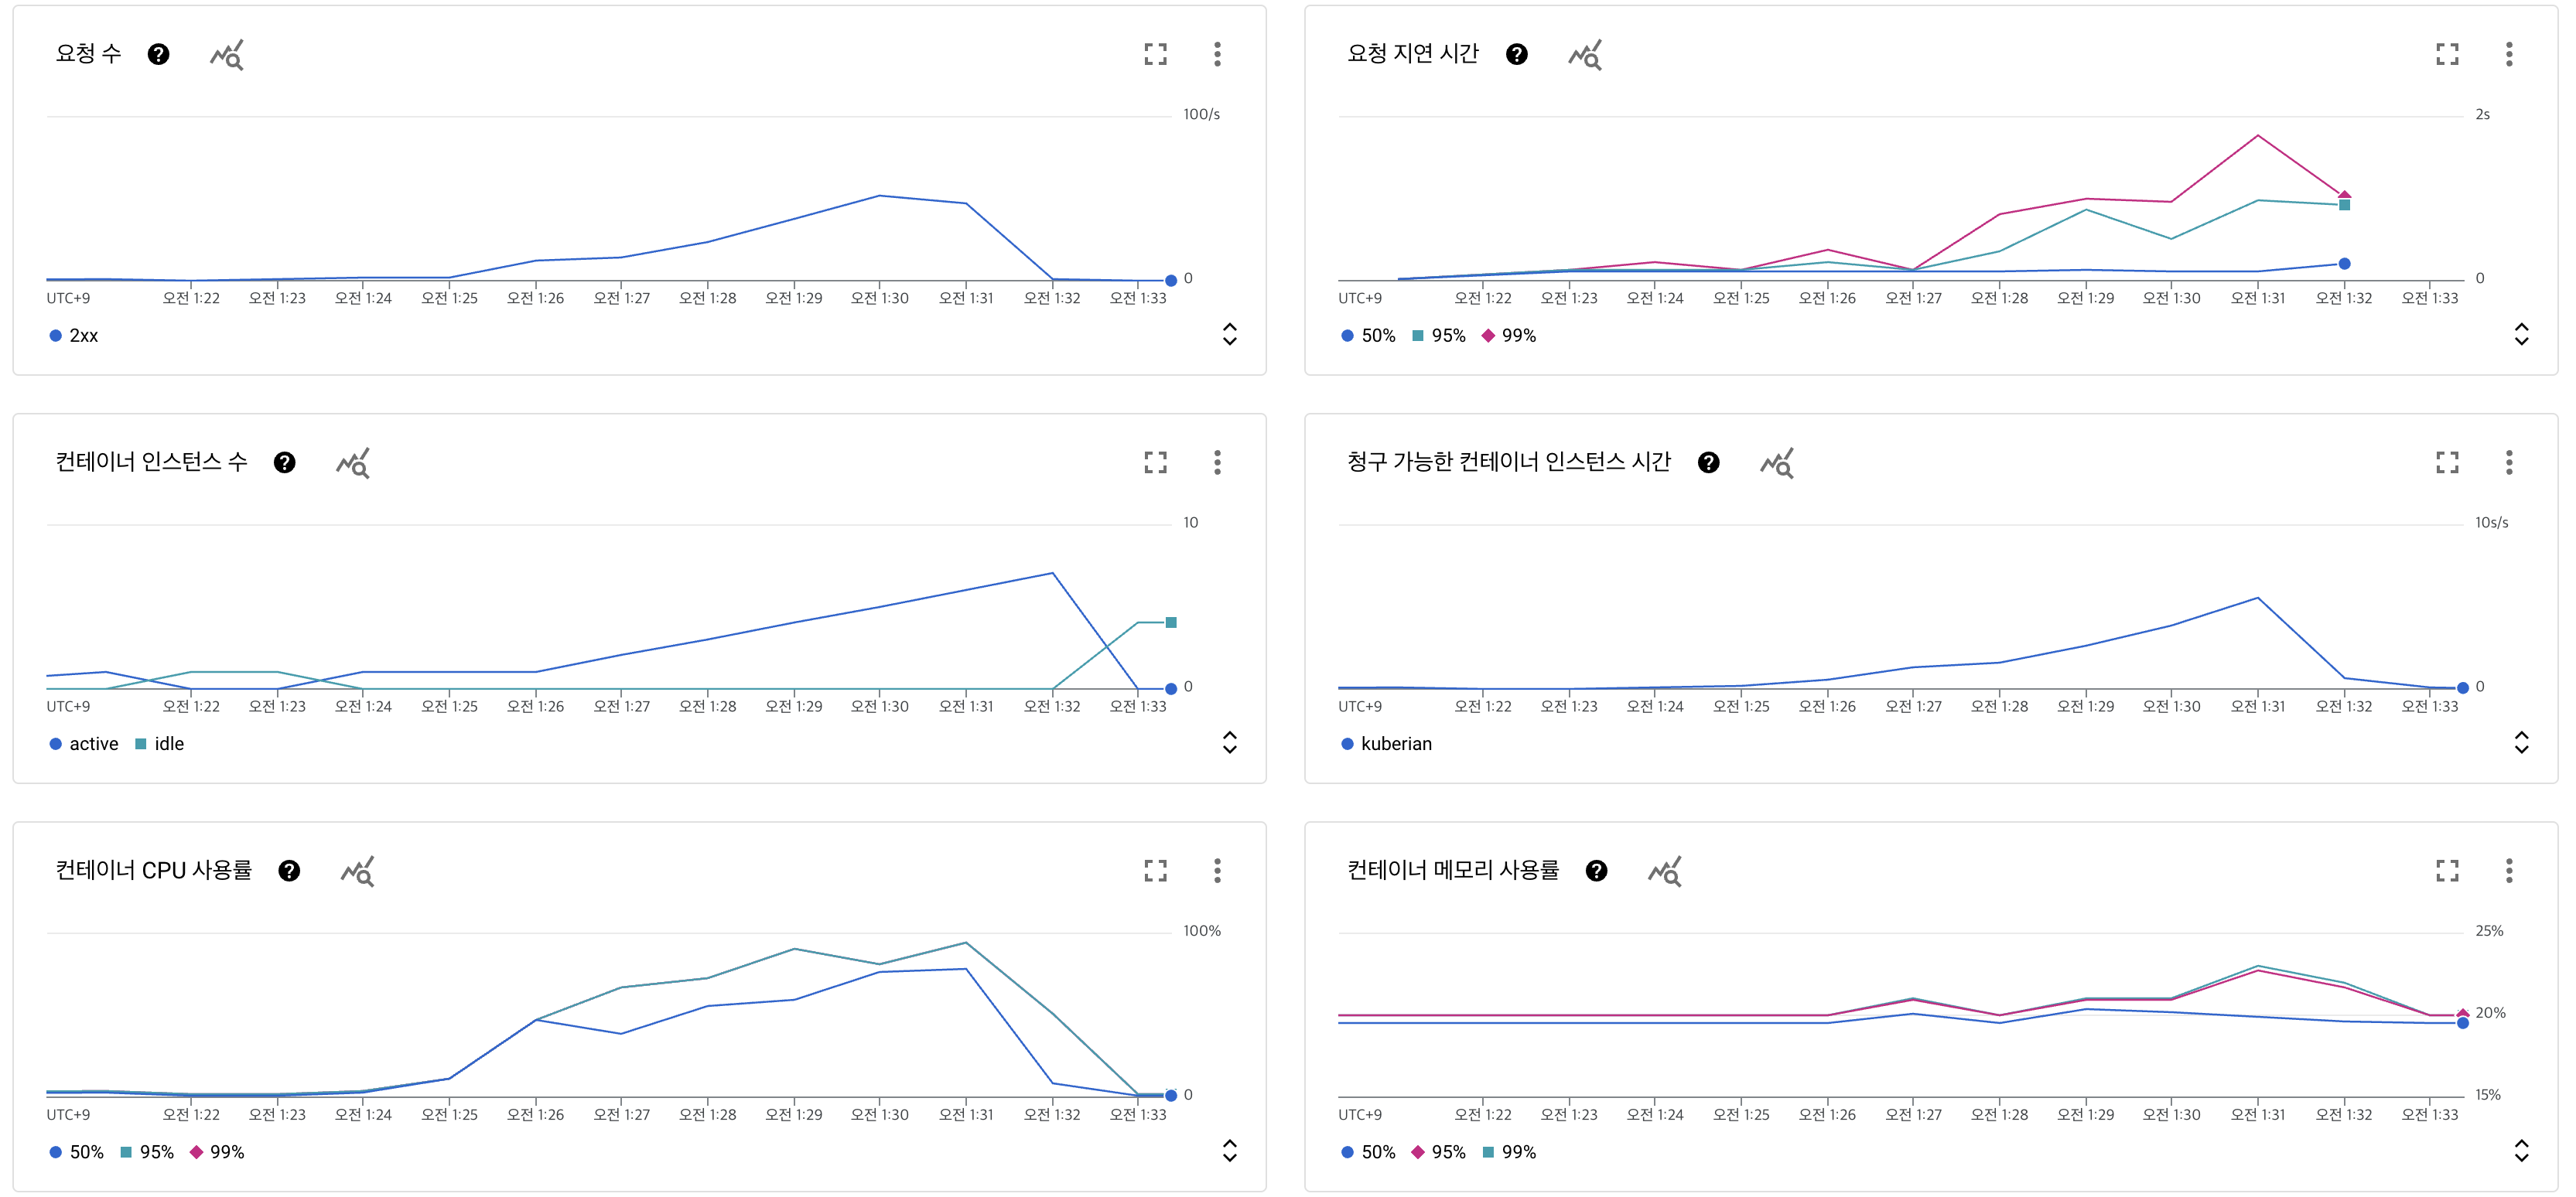 요청 수
100/s
0
UTC+9 오전 1:22 오전 1:23 오전 1:24 오전 1:25 오전 1:26 오전 1:27 오전 1:28 오전 1:29 오전 1:30 오전 1:31 오전 1:32 오전 1:33
2xx
요청 지연 시간
2s
0
UTC+9 오전 1:22 오전 1:23 오전 1:24 오전 1:25 오전 1:26 오전 1:27 오전 1:28 오전 1:29 오전 1:30 오전 1:31 오전 1:32 오전 1:33
50% 95% 99%
컨테이너 인스턴스 수
10
0
UTC+9 오전 1:22 오전 1:23 오전 1:24 오전 1:25 오전 1:26 오전 1:27 오전 1:28 오전 1:29 오전 1:30 오전 1:31 오전 1:32 오전 1:33
active idle
청구 가능한 컨테이너 인스턴스 시간
10s/s
0
UTC+9 오전 1:22 오전 1:23 오전 1:24 오전 1:25 오전 1:26 오전 1:27 오전 1:28 오전 1:29 오전 1:30 오전 1:31 오전 1:32 오전 1:33
kuberian
컨테이너 CPU 사용률
100%
0
UTC+9 오전 1:22 오전 1:23 오전 1:24 오전 1:25 오전 1:26 오전 1:27 오전 1:28 오전 1:29 오전 1:30 오전 1:31 오전 1:32 오전 1:33
50% 95% 99%
컨테이너 메모리 사용률
25%
20%
15%
UTC+9 오전 1:22 오전 1:23 오전 1:24 오전 1:25 오전 1:26 오전 1:27 오전 1:28 오전 1:29 오전 1:30 오전 1:31 오전 1:32 오전 1:33
50% 95% 99%